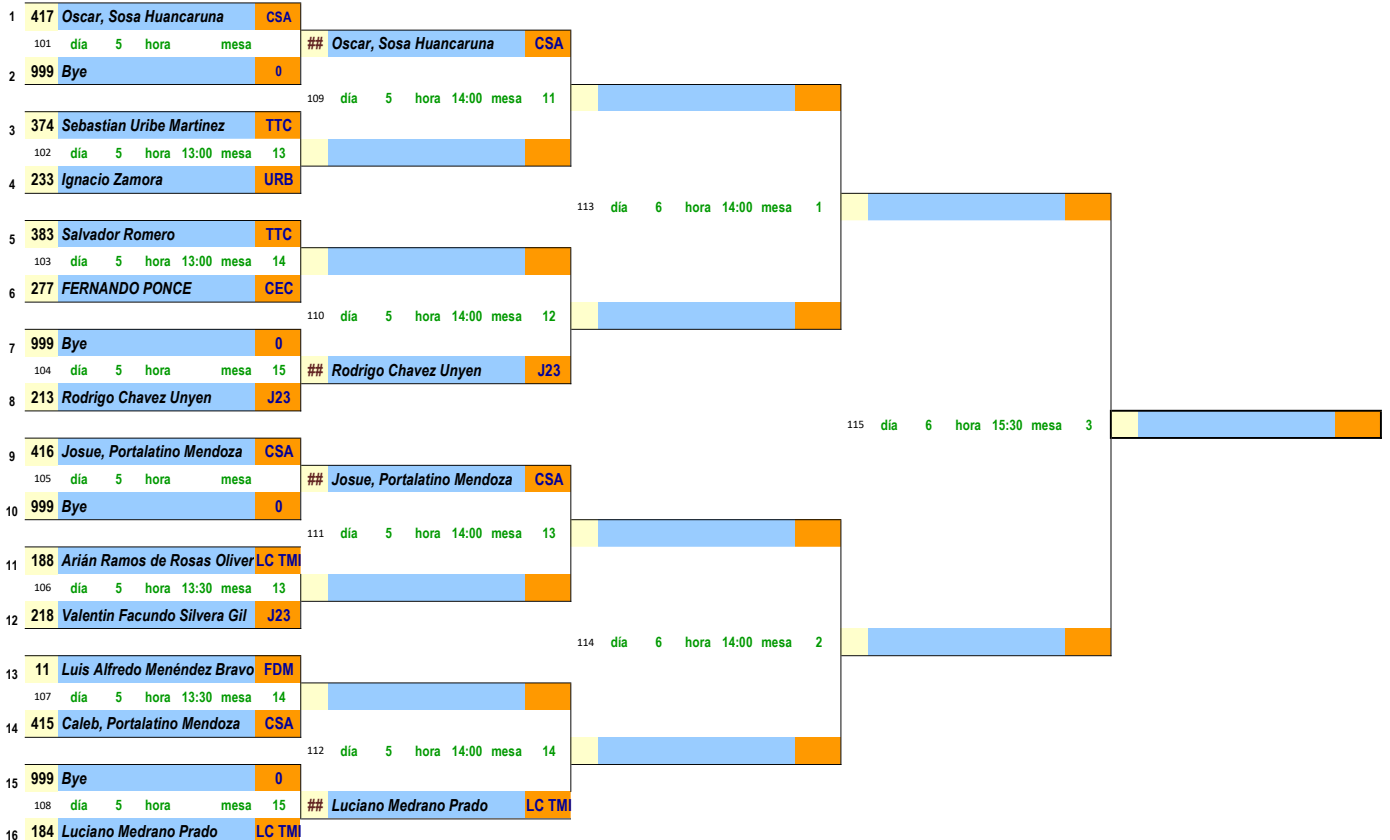 1 417 Oscar, Sosa Huancaruna CSA
101 día 5 hora mesa ## Oscar, Sosa Huancaruna CSA
2 999 Bye 0
109 día 5 hora 14:00 mesa 11
3 374 Sebastian Uribe Martinez TTC
102 día 5 hora 13:00 mesa 13
4 233 Ignacio Zamora URB
113 día 6 hora 14:00 mesa 1
5 383 Salvador Romero TTC
103 día 5 hora 13:00 mesa 14
6 277 FERNANDO PONCE CEC
110 día 5 hora 14:00 mesa 12
7 999 Bye 0
104 día 5 hora mesa 15 ## Rodrigo Chavez Unyen J23
8 213 Rodrigo Chavez Unyen J23
115 día 6 hora 15:30 mesa 3
9 416 Josue, Portalatino Mendoza CSA
105 día 5 hora mesa ## Josue, Portalatino Mendoza CSA
10 999 Bye 0
111 día 5 hora 14:00 mesa 13
11 188 Arián Ramos de Rosas Oliver LC TMI
106 día 5 hora 13:30 mesa 13
12 218 Valentin Facundo Silvera Gil J23
114 día 6 hora 14:00 mesa 2
13 11 Luis Alfredo Menéndez Bravo FDM
107 día 5 hora 13:30 mesa 14
14 415 Caleb, Portalatino Mendoza CSA
112 día 5 hora 14:00 mesa 14
15 999 Bye 0
108 día 5 hora mesa 15 ## Luciano Medrano Prado LC TMI
16 184 Luciano Medrano Prado LC TMI